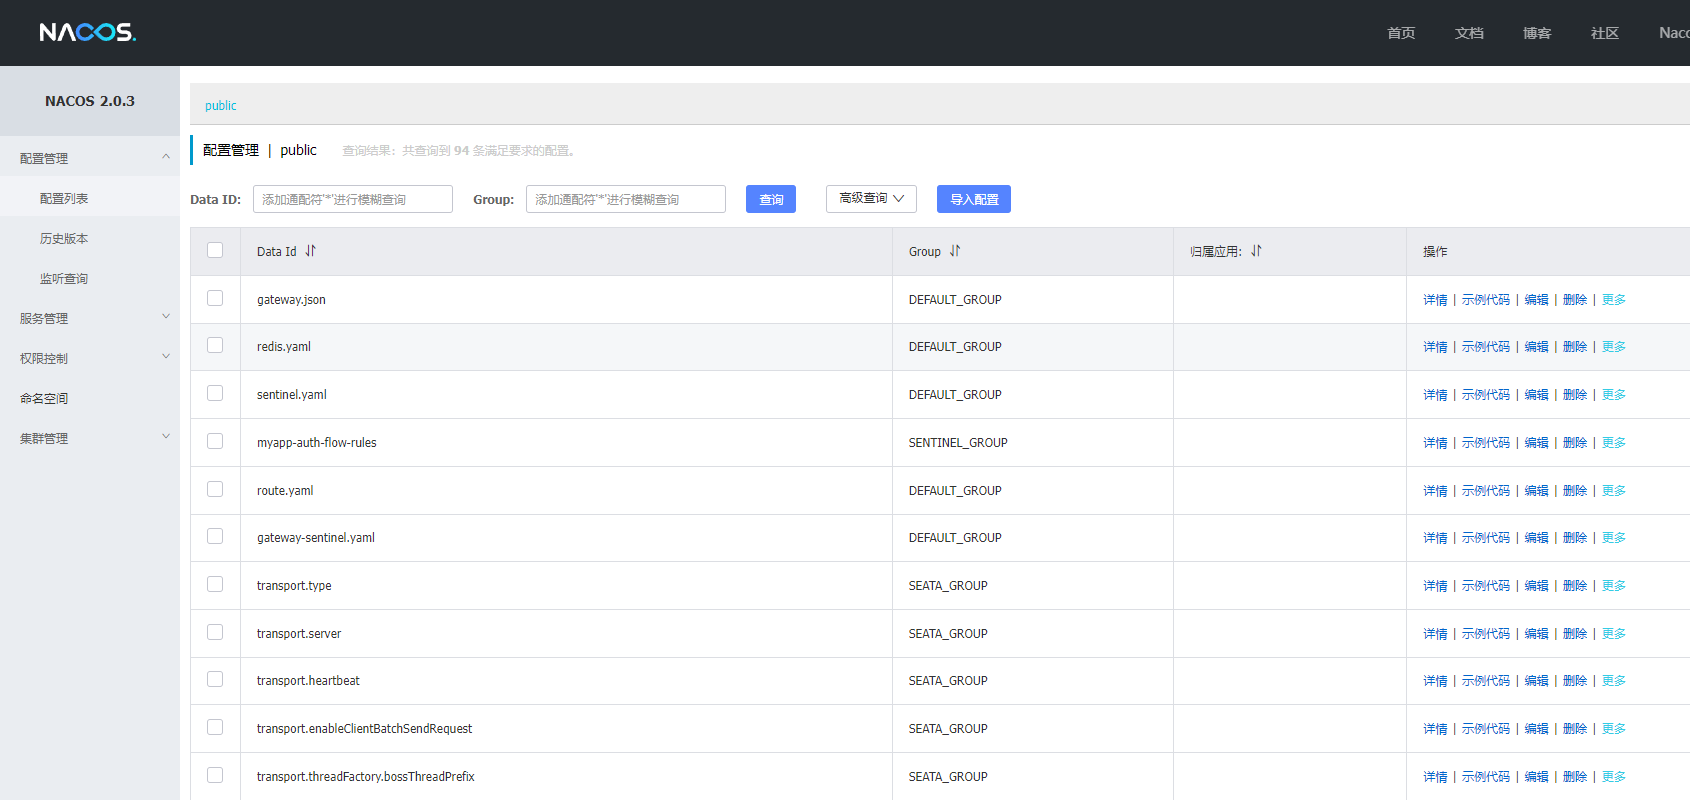 NACOS.
首页 文档 博客 社区 Naco
NACOS 2.0.3
配置管理
配置列表
历史版本
监听查询
服务管理
权限控制
命名空间
集群管理
public
配置管理 | public 查询结果：共查询到 94 条满足要求的配置。
Data ID: 添加通配符'*'进行模糊查询 Group: 添加通配符'*'进行模糊查询 查询 高级查询 导入配置
Data Id Group 归属应用: 操作
gateway.json DEFAULT_GROUP 详情 | 示例代码 | 编辑 | 删除 | 更多
redis.yaml DEFAULT_GROUP 详情 | 示例代码 | 编辑 | 删除 | 更多
sentinel.yaml DEFAULT_GROUP 详情 | 示例代码 | 编辑 | 删除 | 更多
myapp-auth-flow-rules SENTINEL_GROUP 详情 | 示例代码 | 编辑 | 删除 | 更多
route.yaml DEFAULT_GROUP 详情 | 示例代码 | 编辑 | 删除 | 更多
gateway-sentinel.yaml DEFAULT_GROUP 详情 | 示例代码 | 编辑 | 删除 | 更多
transport.type SEATA_GROUP 详情 | 示例代码 | 编辑 | 删除 | 更多
transport.server SEATA_GROUP 详情 | 示例代码 | 编辑 | 删除 | 更多
transport.heartbeat SEATA_GROUP 详情 | 示例代码 | 编辑 | 删除 | 更多
transport.enableClientBatchSendRequest SEATA_GROUP 详情 | 示例代码 | 编辑 | 删除 | 更多
transport.threadFactory.bossThreadPrefix SEATA_GROUP 详情 | 示例代码 | 编辑 | 删除 | 更多